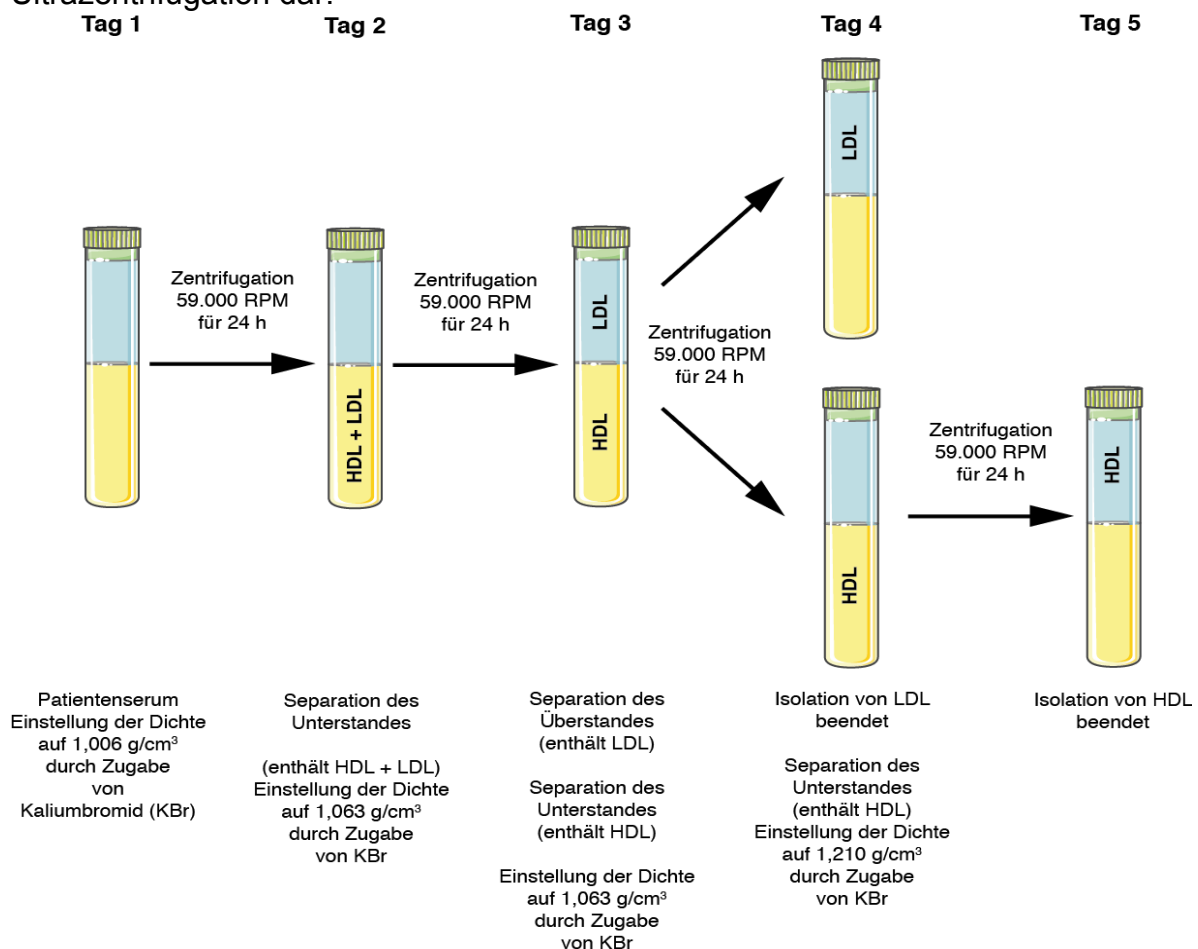 Ultrazentrifugation dar.
Tag 1
Tag 2
Tag 3
Tag 4
Tag 5
LDL
Zentrifugation
59.000 RPM
für 24 h
HDL + LDL
Zentrifugation
59.000 RPM
für 24 h
LDL
HDL
Zentrifugation
59.000 RPM
für 24 h
HDL
Zentrifugation
59.000 RPM
für 24 h
HDL
Patientenserum
Einstellung der Dichte
auf 1,006 g/cm³
durch Zugabe
von
Kaliumbromid (KBr)
Separation des
Unterstandes
(enthält HDL + LDL)
Einstellung der Dichte
auf 1,063 g/cm³
durch Zugabe
von KBr
Separation des
Überstandes
(enthält LDL)
Separation des
Unterstandes
(enthält HDL)
Einstellung der Dichte
auf 1,063 g/cm³
durch Zugabe
von KBr
Isolation von LDL
beendet
Separation des
Unterstandes
(enthält HDL)
Einstellung der Dichte
auf 1,210 g/cm³
durch Zugabe
von KBr
Isolation von HDL
beendet